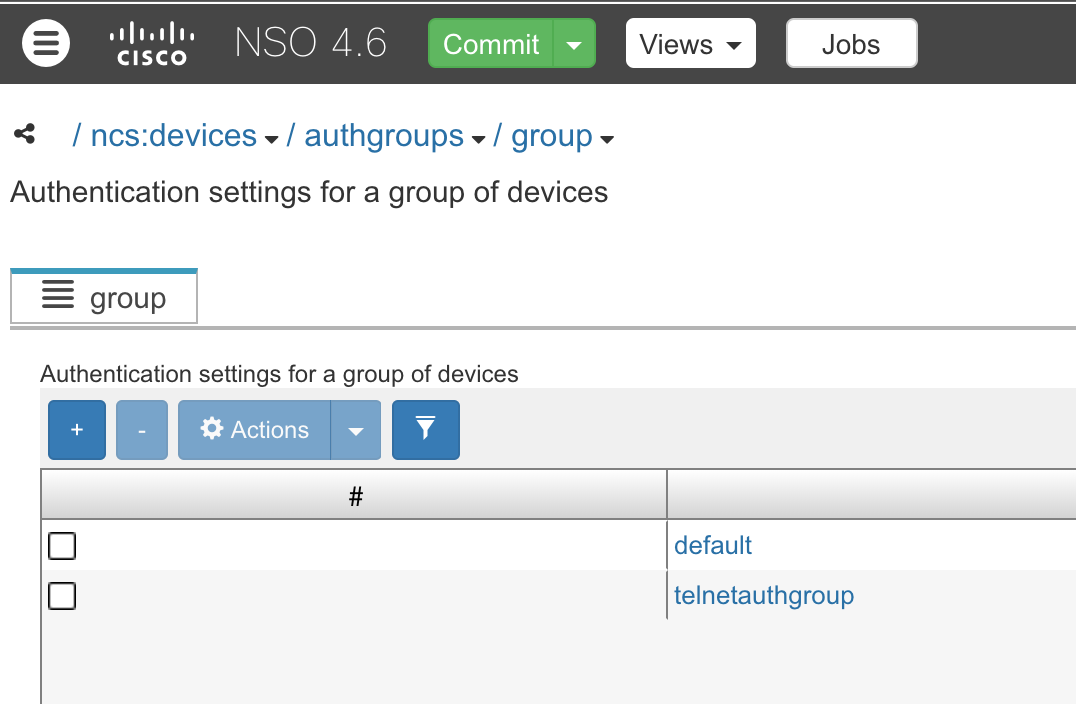 cisco NSO 4.6 Commit Views Jobs
/ ncs:devices / authgroups / group
Authentication settings for a group of devices
group
Authentication settings for a group of devices
+ - Actions
#
default
telnetauthgroup